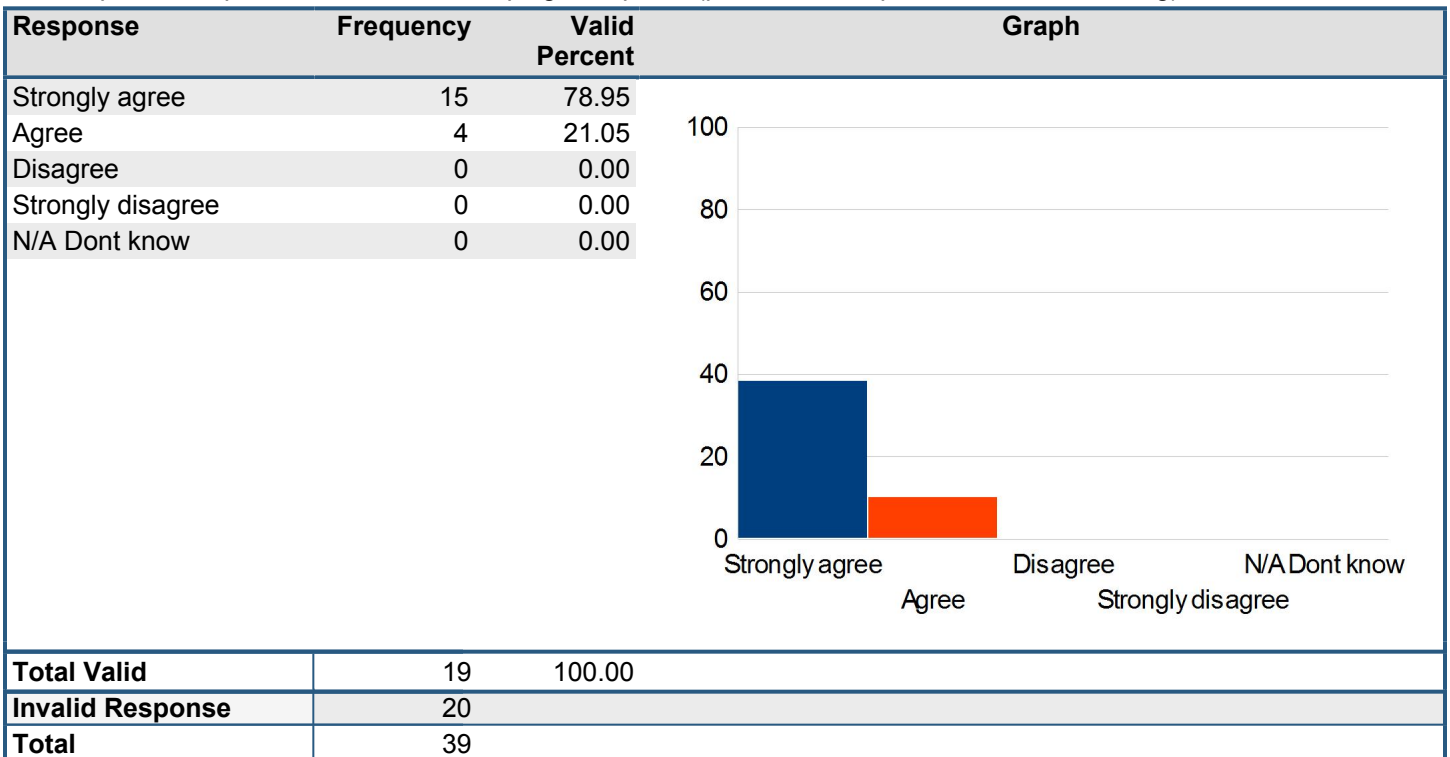 Response Frequency Valid Percent Graph
Strongly agree 15 78.95
Agree 4 21.05
Disagree 0 0.00
Strongly disagree 0 0.00
N/A Dont know 0 0.00
100
80
60
40
20
0
Strongly agree Disagree N/A Dont know
Agree Strongly disagree
Total Valid 19 100.00
Invalid Response 20
Total 39